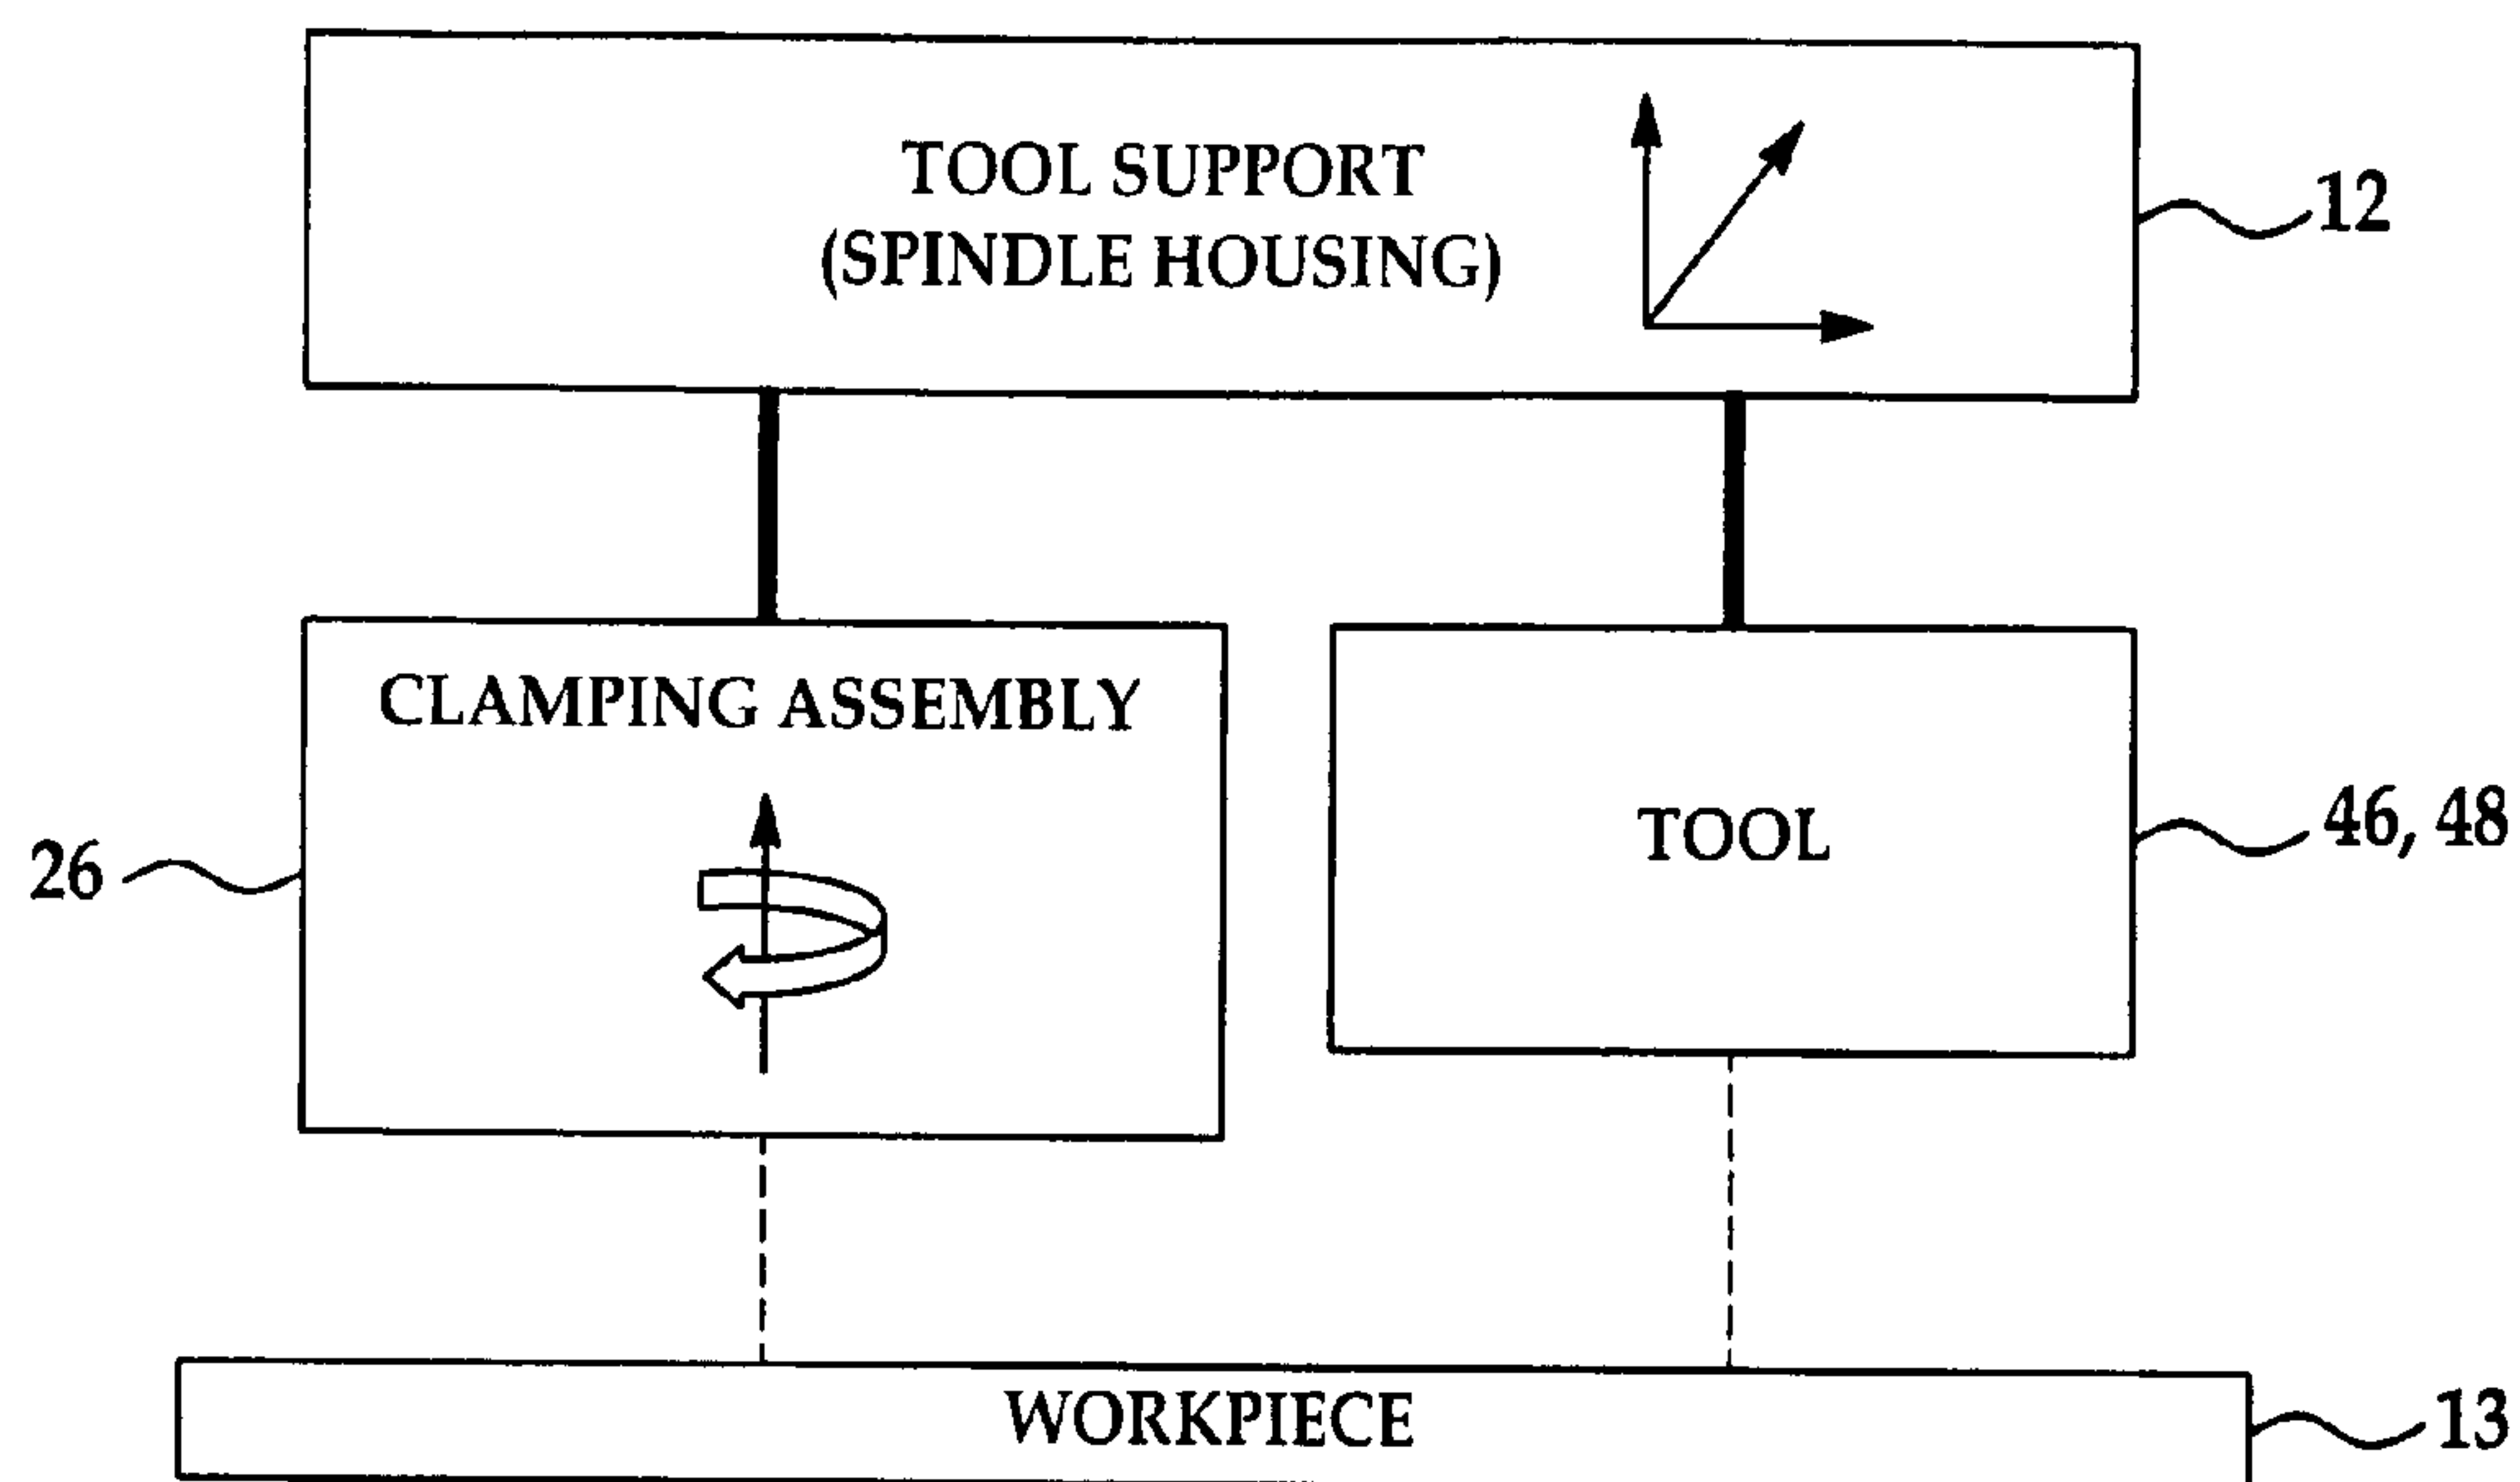 TOOL SUPPORT
(SPINDLE HOUSING)
12
CLAMPING ASSEMBLY
TOOL
26
46, 48
WORKPIECE
13